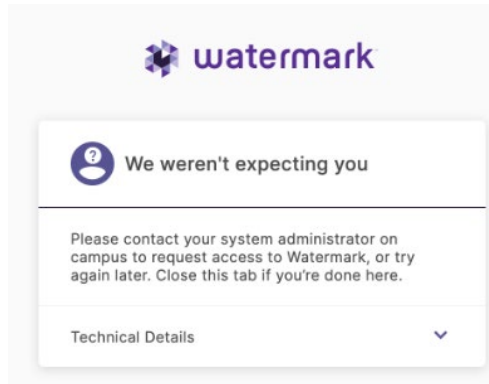 watermark
?
We weren't expecting you
Please contact your system administrator on
campus to request access to Watermark, or try
again later. Close this tab if you're done here.
Technical Details